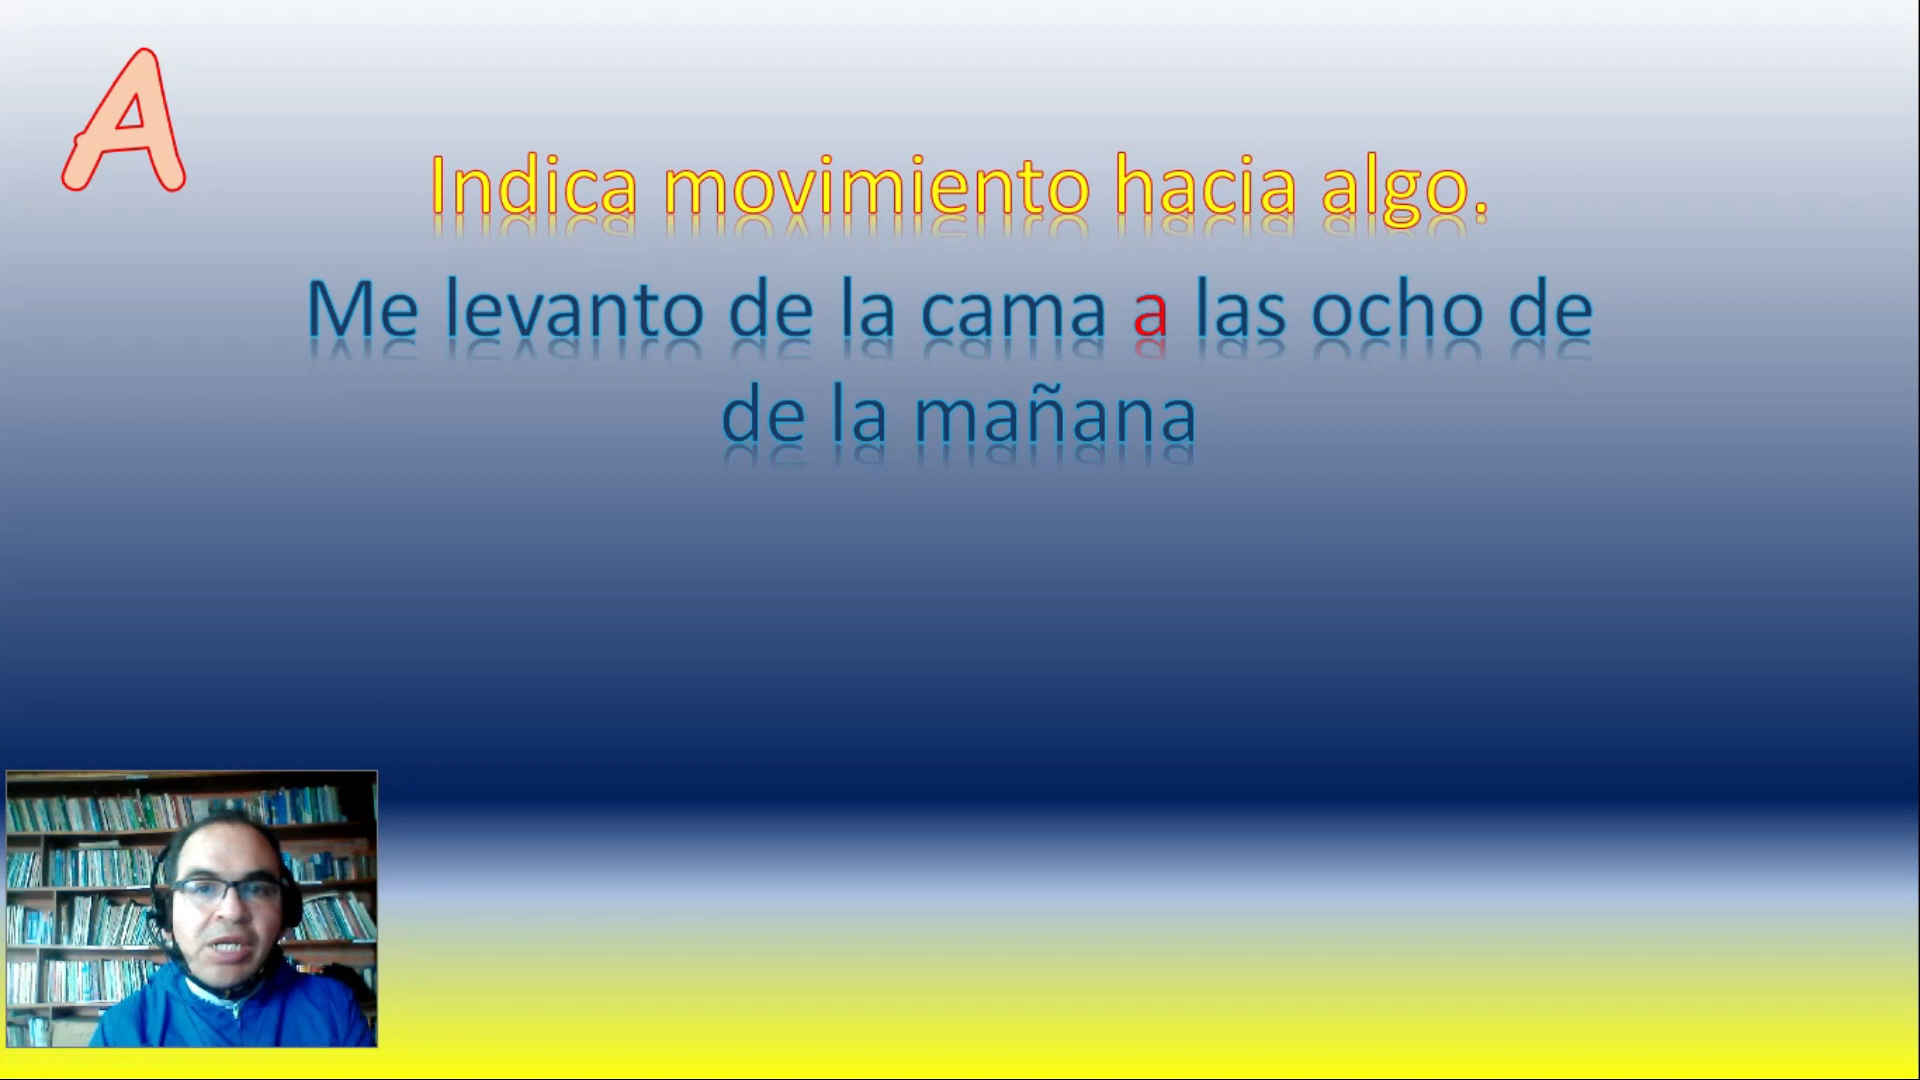 A
Indica movimiento hacia algo.
Me levanto de la cama a las ocho de
de la mañana